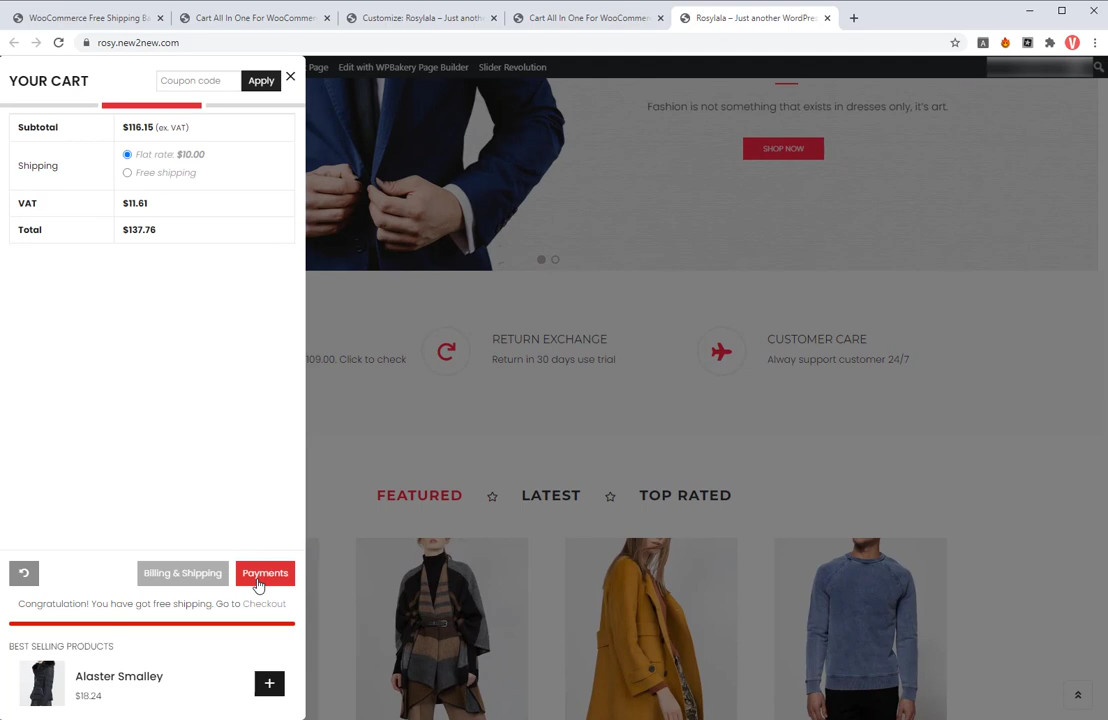 WooCommerce Free Shipping Ba
Cart All In One For WooCommerc
Customize: Rosylala – Just anoth
Cart All In One For WooCommerc
Rosylala – Just another WordPres
rosy.new2new.com
Page
Edit with WPBakery Page Builder
Slider Revolution
YOUR CART
Coupon code
Apply
Subtotal $116.15 (ex. VAT)
Shipping
Flat rate: $10.00
Free shipping
VAT $11.61
Total $137.76
Billing & Shipping
Payments
Congratulation! You have got free shipping. Go to Checkout
BEST SELLING PRODUCTS
Alaster Smalley
$18.24
Fashion is not something that exists in dresses only, it's art.
SHOP NOW
109.00. Click to check
RETURN EXCHANGE
Return in 30 days use trial
CUSTOMER CARE
Alway support customer 24/7
FEATURED
LATEST
TOP RATED